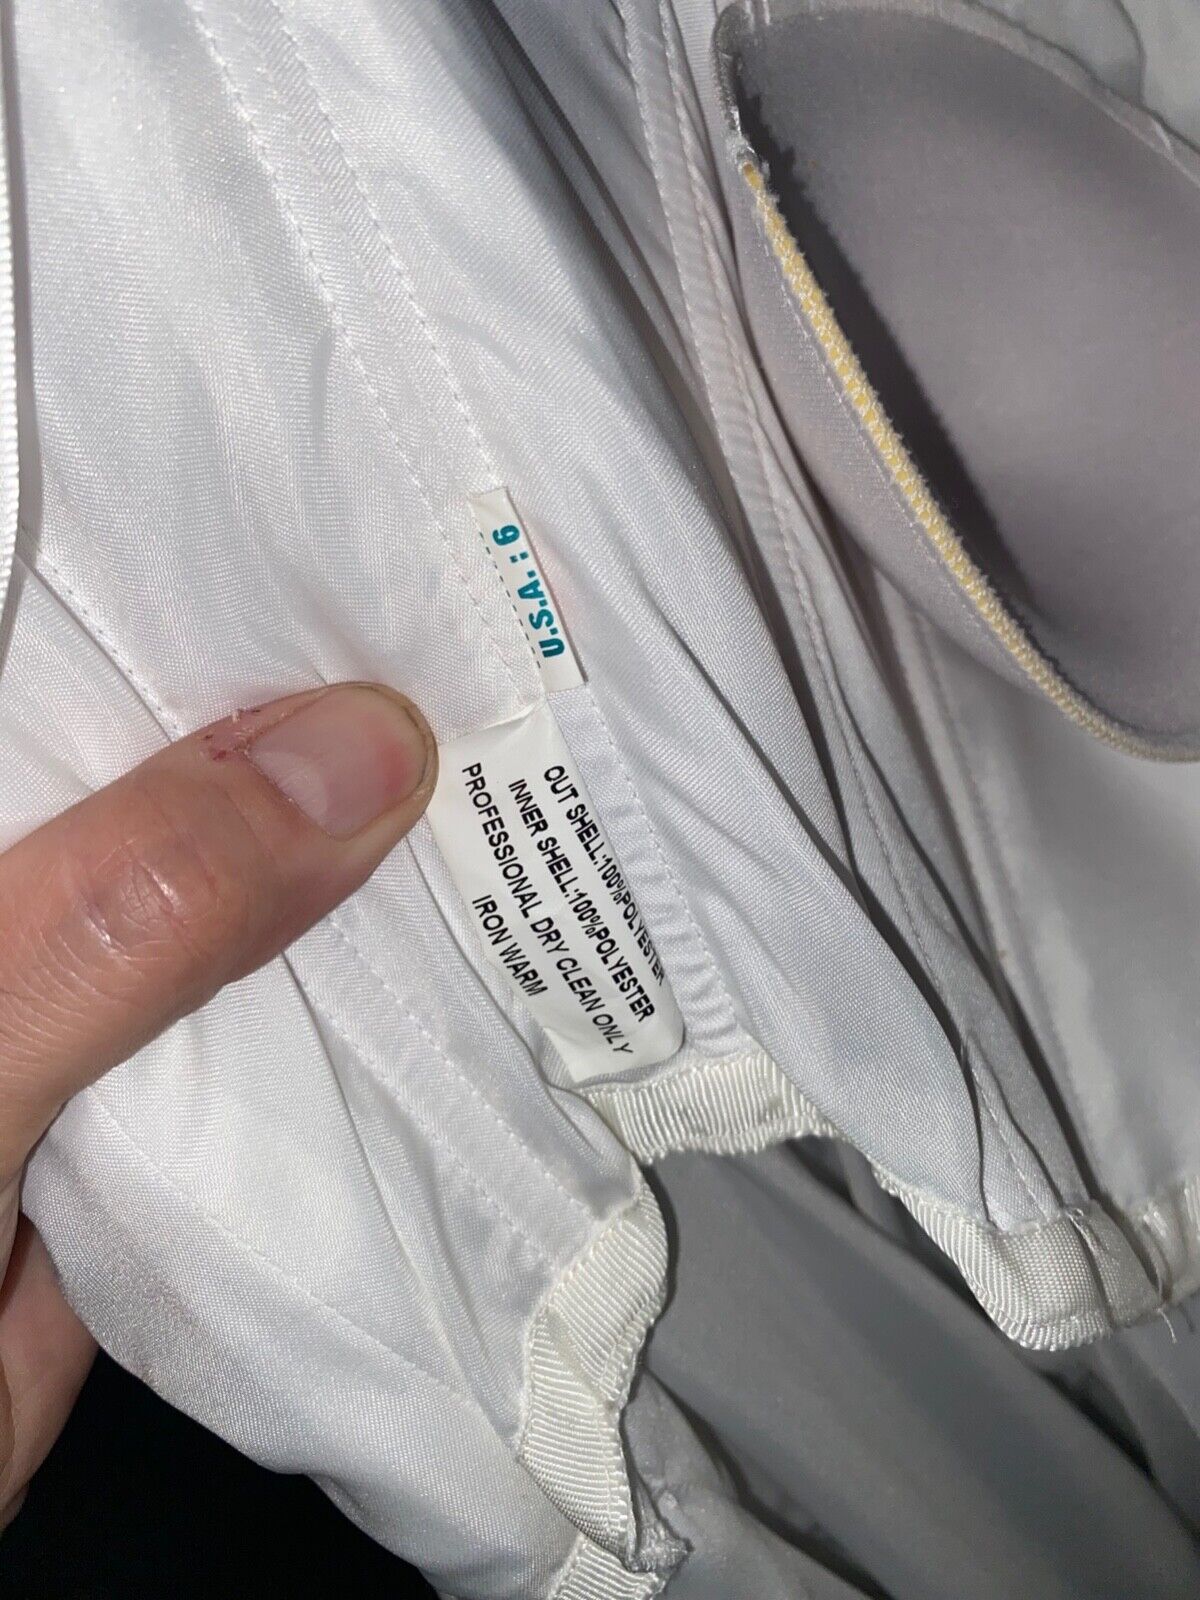 U.S.A.:6
OUT SHELL:100%POLYESTER
INNER SHELL:100%POLYESTER
PROFESSIONAL DRY CLEAN ONLY
IRON WARM